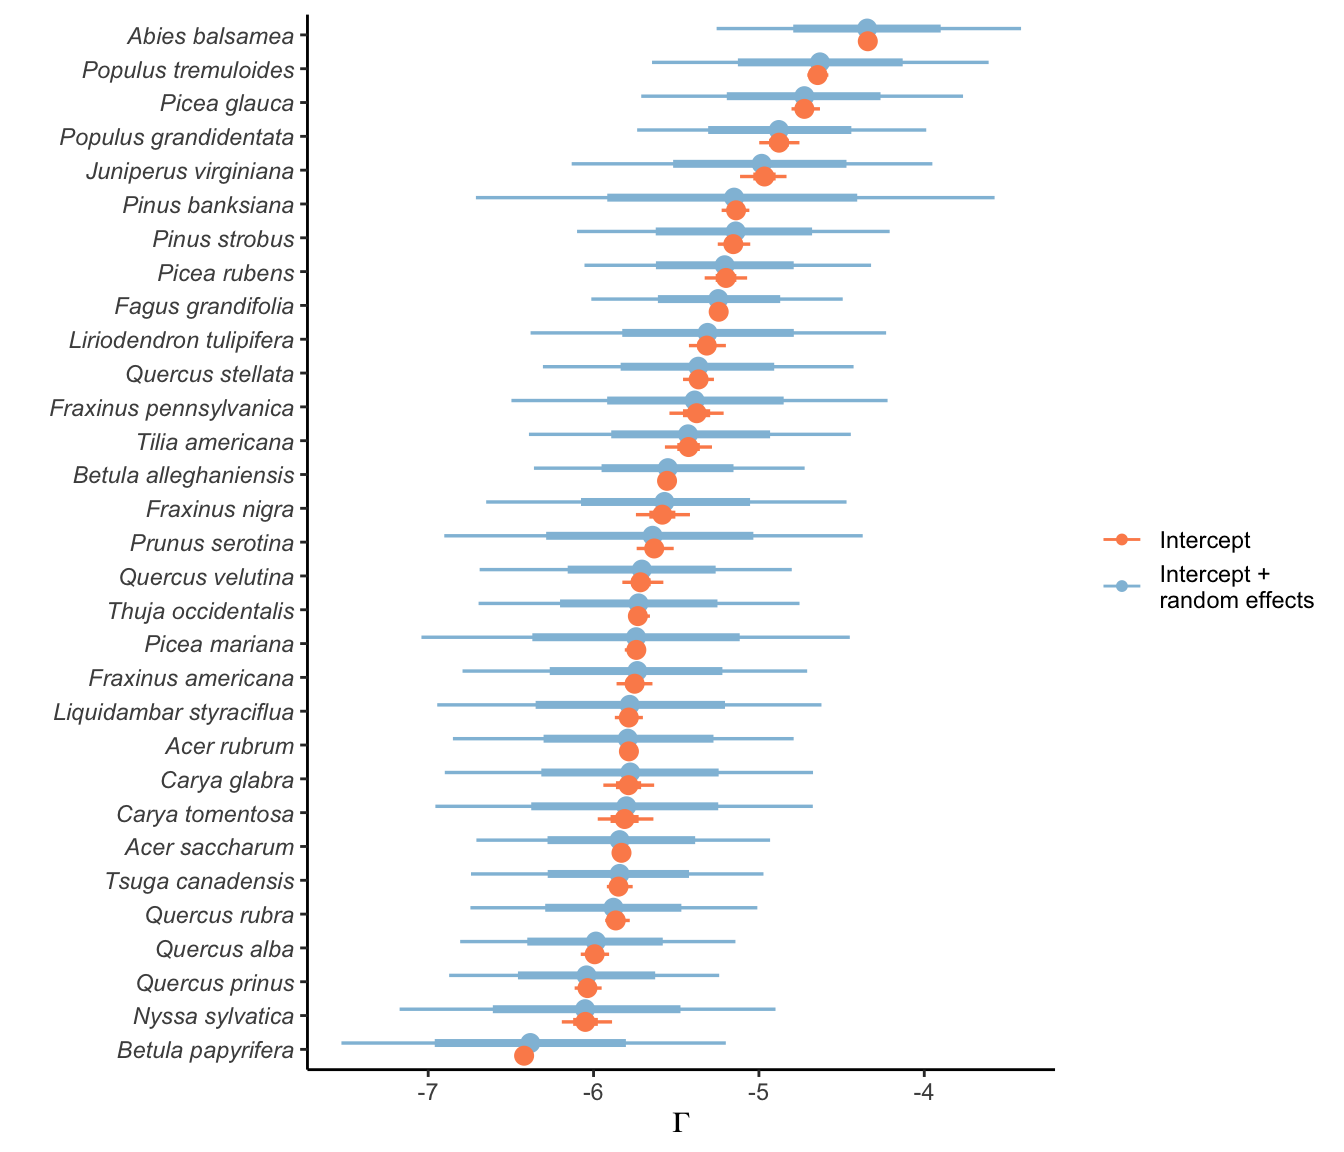 Abies balsamea
Populus tremuloides
Picea glauca
Populus grandidentata
Juniperus virginiana
Pinus banksiana
Pinus strobus
Picea rubens
Fagus grandifolia
Liriodendron tulipifera
Quercus stellata
Fraxinus pennsylvanica
Tilia americana
Betula alleghaniensis
Fraxinus nigra
Prunus serotina
Quercus velutina
Thuja occidentalis
Picea mariana
Fraxinus americana
Liquidambar styraciflua
Acer rubrum
Carya glabra
Carya tomentosa
Acer saccharum
Tsuga canadensis
Quercus rubra
Quercus alba
Quercus prinus
Nyssa sylvatica
Betula papyrifera
-7 -6 -5 -4
Γ
Intercept
Intercept +
random effects